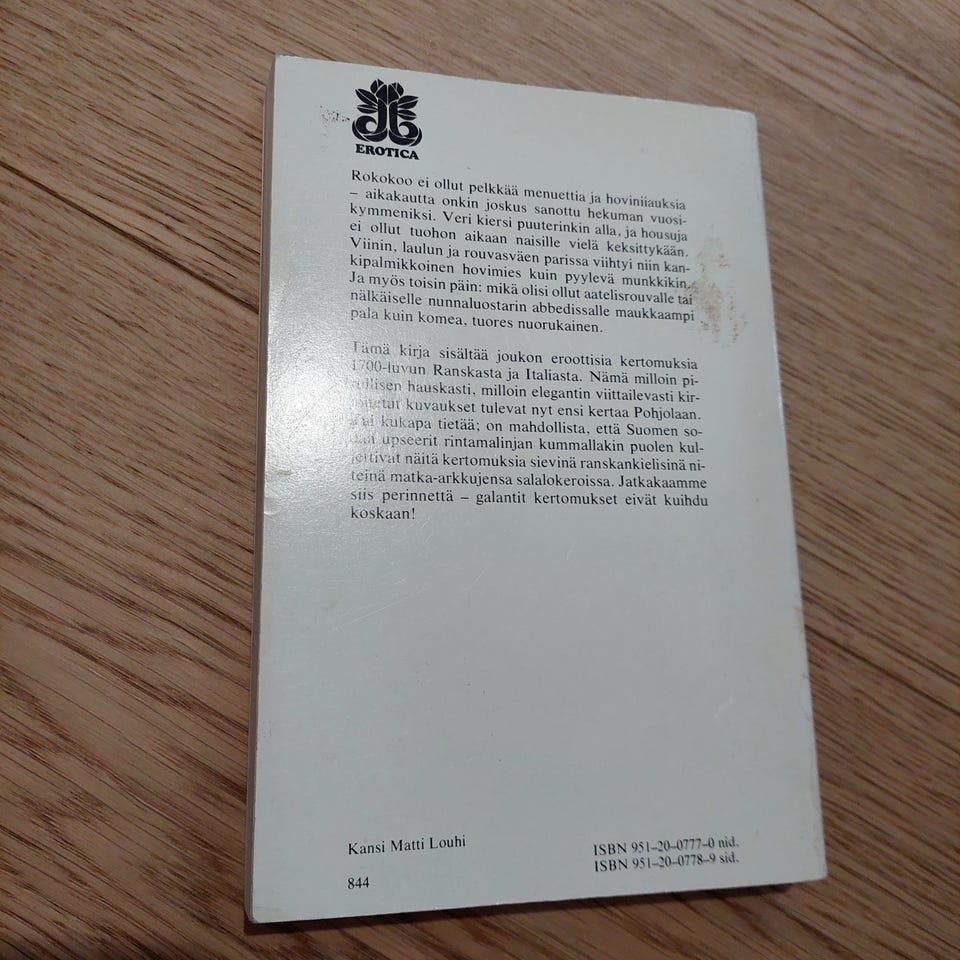 EROTICA
Rokokoo ei ollut pelkkää menuettia ja hoviniiauksia
– aikakautta onkin joskus sanottu hekuman vuosi-
kymmeniksi. Veri kiersi puuterinkin alla, ja housuja
ei ollut tuohon aikaan naisille vielä keksittykään.
Viinin, laulun ja rouvasväen parissa viihtyi niin kan-
kipalmikkoinen hovimies kuin pyylevä munkkikin.
Ja myös toisin päin: mikä olisi ollut aatelisrouvalle tai
nälkäiselle nunnaluostarin abbedissalle maukkaampi
pala kuin komea, tuores nuorukainen.
Tämä kirja sisältää joukon eroottisia kertomuksia
1700-luvun Ranskasta ja Italiasta. Nämä milloin pi-
rullisen hauskasti, milloin elegantin viittailevasti kir-
joitetut kuvaukset tulevat nyt ensi kertaa Pohjolaan.
Tai kukapa tietää; on mahdollista, että Suomen so-
dan upseerit rintamalinjan kummallakin puolen kul-
jettivat näitä kertomuksia sievinä ranskankielisinä ni-
teinä matka-arkkujensa salalokeroissa. Jatkakaamme
siis perinnettä – galantit kertomukset eivät kuihdu
koskaan!
Kansi Matti Louhi
844
ISBN 951-20-0777-0 nid.
ISBN 951-20-0778-9 sid.